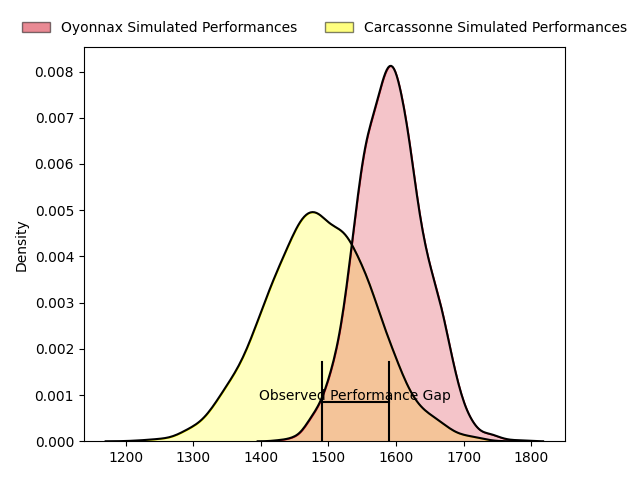 Oyonnax Simulated Performances
Carcassonne Simulated Performances
0.008
0.007
0.006
0.005
0.004
0.003
0.002
0.001
0.000
Density
Observed Performance Gap
1200 1300 1400 1500 1600 1700 1800